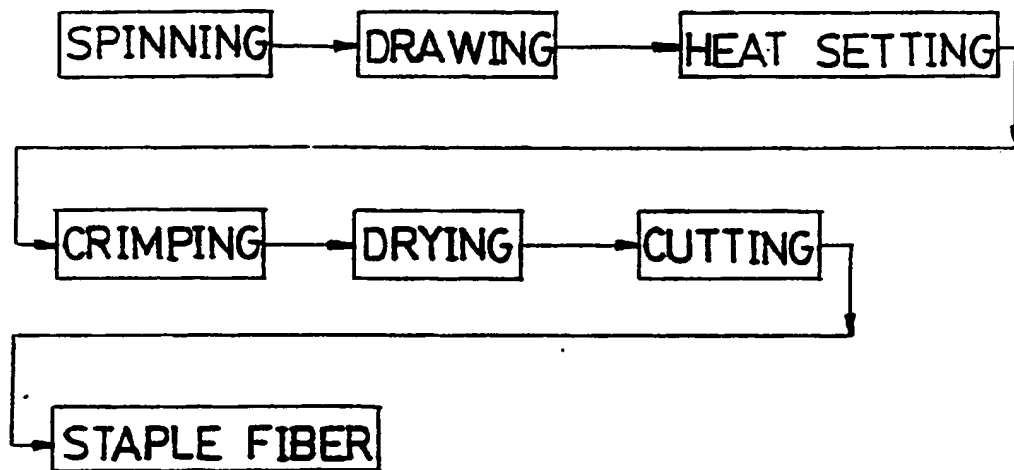 SPINNING DRAWING HEAT SETTING
CRIMPING DRYING CUTTING
STAPLE FIBER